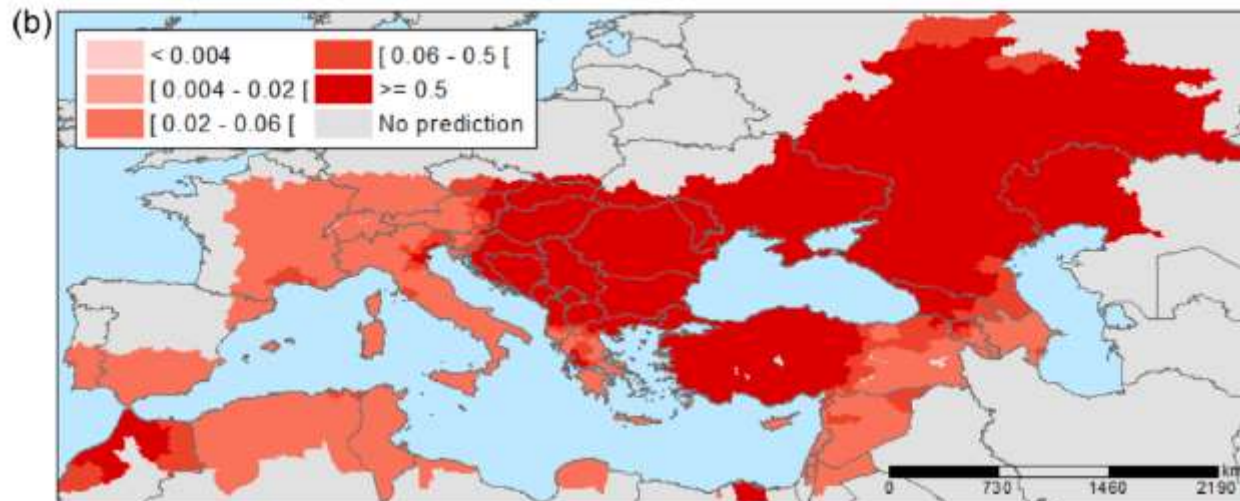 (b)
< 0.004
[ 0.004 - 0.02 [
[ 0.02 - 0.06 [
[ 0.06 - 0.5 [
>= 0.5
No prediction
km
0 730 1460 2190